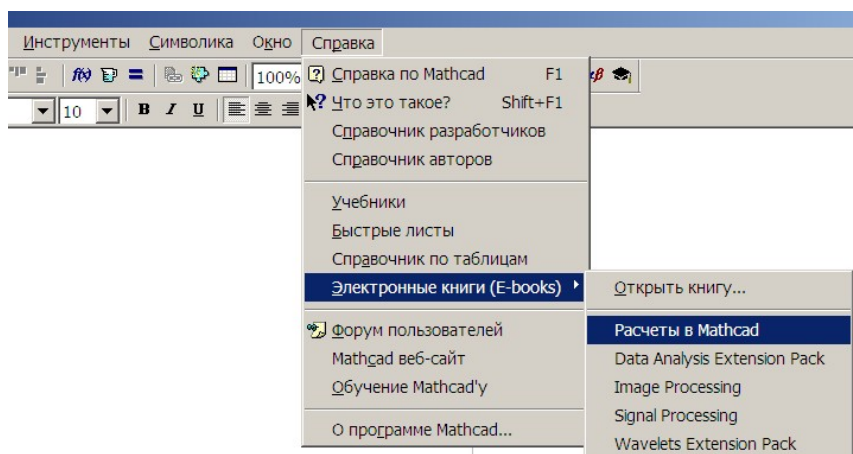 Инструменты Символика Окно Справка
f(x) = 100% αβ
10 B I U
Справка по Mathcad F1
Что это такое? Shift+F1
Справочник разработчиков
Справочник авторов
Учебники
Быстрые листы
Справочник по таблицам
Электронные книги (E-books)
Форум пользователей
Mathcad веб-сайт
Обучение Mathcad'у
О программе Mathcad...
Открыть книгу...
Расчеты в Mathcad
Data Analysis Extension Pack
Image Processing
Signal Processing
Wavelets Extension Pack